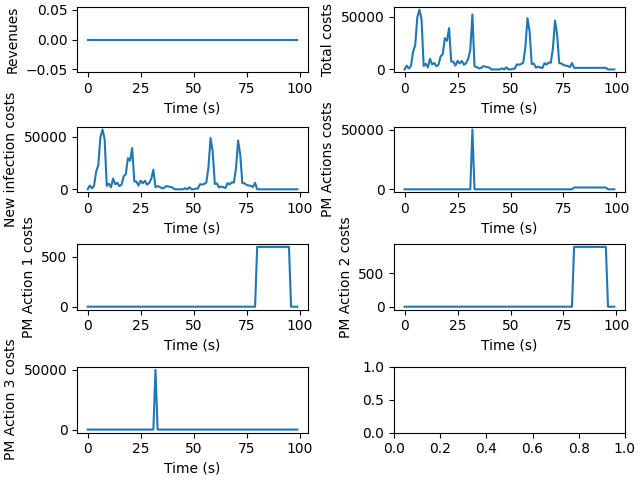 Revenues
0.05
0.00
−0.05
0 25 50 75 100
Time (s)
Total costs
50000
0
0 25 50 75 100
Time (s)
New infection costs
50000
0
0 25 50 75 100
Time (s)
PM Actions costs
50000
0
0 25 50 75 100
Time (s)
PM Action 1 costs
500
0
0 25 50 75 100
Time (s)
PM Action 2 costs
500
0
0 25 50 75 100
Time (s)
PM Action 3 costs
50000
0
0 25 50 75 100
Time (s)
1.0
0.5
0.0
0.0 0.2 0.4 0.6 0.8 1.0